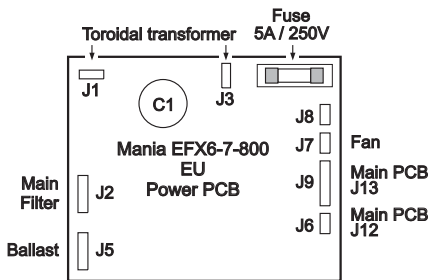 Toroidal transformer
Fuse
5A / 250V
J1
C1
J3
J8
J7
Fan
Mania EFX6-7-800
EU
Power PCB
J9
Main PCB
J13
Main
Filter
J2
J6
Main PCB
J12
Ballast
J5